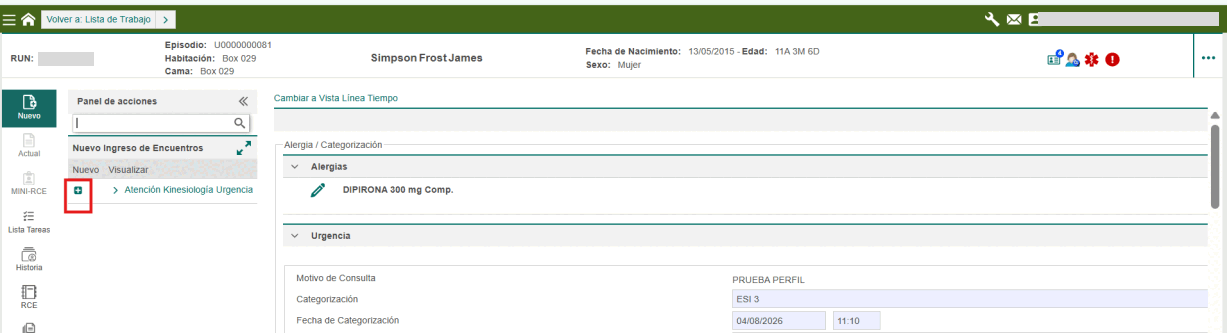 Volver a: Lista de Trabajo
RUN:
Episodio: U0000000081
Habitación: Box 029
Cama: Box 029
Simpson Frost James
Fecha de Nacimiento: 13/05/2015 - Edad: 11A 3M 6D
Sexo: Mujer
4
Nuevo
Actual
MINI-RCE
Lista Tareas
Historia
RCE
Panel de acciones
Nuevo Ingreso de Encuentros
Nuevo Visualizar
Atención Kinesiología Urgencia
Cambiar a Vista Línea Tiempo
Alergia / Categorización
Alergias
DIPIRONA 300 mg Comp.
Urgencia
Motivo de Consulta PRUEBA PERFIL
Categorización ESI 3
Fecha de Categorización 04/08/2026 11:10